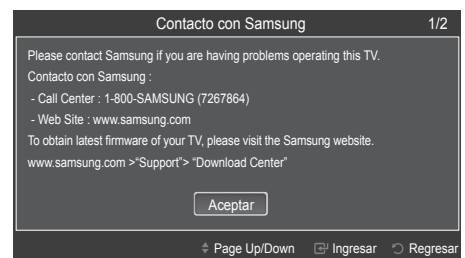 Contacto con Samsung 1/2
Please contact Samsung if you are having problems operating this TV.
Contacto con Samsung :
- Call Center : 1-800-SAMSUNG (7267864)
- Web Site : www.samsung.com
To obtain latest firmware of your TV, please visit the Samsung website.
www.samsung.com >“Support”> “Download Center”
Aceptar
Page Up/Down Ingresar Regresar